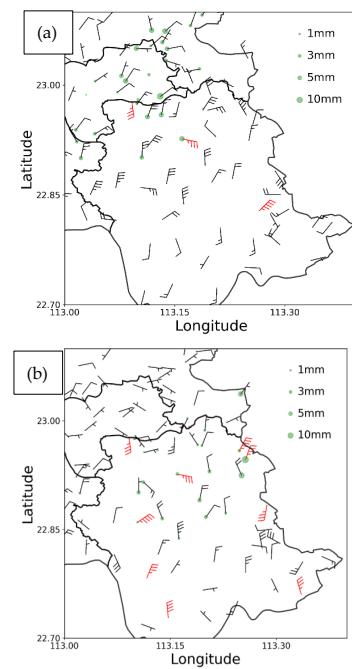 (a)
1mm
3mm
5mm
10mm
23.00
22.85
22.70
Latitude
113.00
113.15
113.30
Longitude
(b)
1mm
3mm
5mm
10mm
23.00
22.85
22.70
Latitude
113.00
113.15
113.30
Longitude